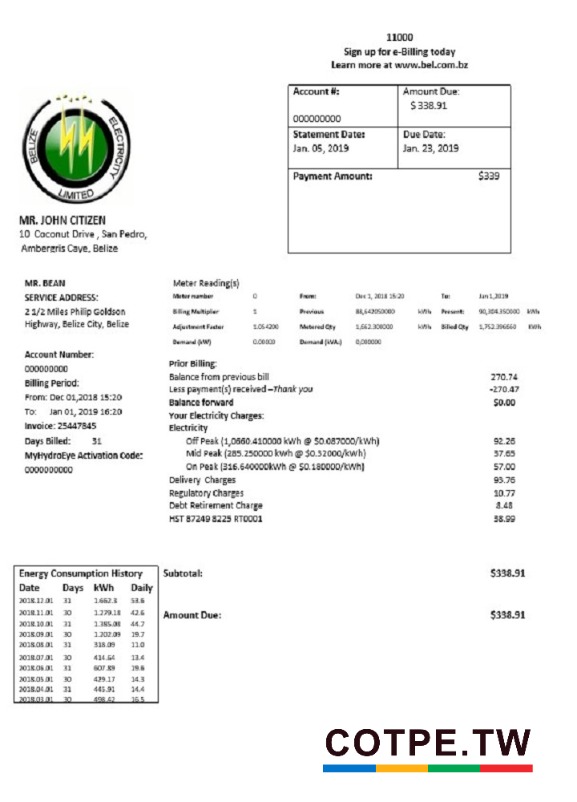 11000
Sign up for e-Billing today
Learn more at www.bel.com.bz
Account #:
000000000
Amount Due:
$ 338.91
Statement Date:
Jan. 05, 2019
Due Date:
Jan. 23, 2019
Payment Amount: $339
BELIZE ELECTRICITY LIMITED
MR. JOHN CITIZEN
10 Coconut Drive , San Pedro,
Ambergris Caye, Belize
MR. BEAN
SERVICE ADDRESS:
2 1/2 Miles Philip Goldson
Highway, Belize City, Belize
Account Number:
000000000
Billing Period:
From: Dec 01,2018 15:20
To: Jan 01, 2019 16:20
Invoice: 25447845
Days Billed: 31
MyHydroEye Activation Code:
0000000000
Meter Reading(s)
Meter number 0 From: Dec 1, 2018 15:20 To: Jan 1,2019
Billing Multiplier Previous 88,642050000 kWh Present: 90,304.350000 kWh
Adjustment Factor 1.054200 Metered Qty 1,662.300000 kWh Billed Qty 1,752.396660 kWh
Demand (kW) 0.00000 Demand (kVA:) 0,000000
Prior Billing:
Balance from previous bill 270.74
Less payment(s) received –Thank you -270.47
Balance forward $0.00
Your Electricity Charges:
Electricity
Off Peak (1,0660.410000 kWh @ $0.087000/kWh) 92.26
Mid Peak (285.250000 kWh @ $0.32000/kWh) 37.65
On Peak (316.640000kWh @ $0.180000/kWh) 57.00
Delivery Charges 93.76
Regulatory Charges 10.77
Debt Retirement Charge 8.48
HST 87249 8225 RT0001 38.99
Subtotal: $338.91
Amount Due: $338.91
Energy Consumption History
Date Days kWh Daily
2018.12.01 31 1.662.3 53.6
2018.11.01 30 1.279.18 42.6
2018.10.01 31 1.385.08 44.7
2018.09.01 30 1.202.09 19.7
2018.08.01 31 338.09 11.0
2018.07.01 30 414.64 13.4
2018.06.01 31 607.89 19.6
2018.05.01 30 429.17 14.3
2018.04.01 31 445.91 14.4
2018.03.01 30 498.42 16.5
COTPE.TW